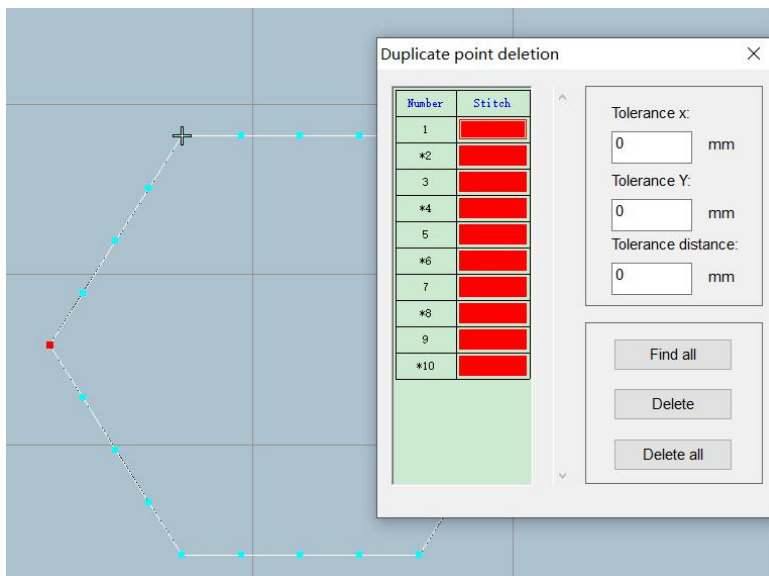 Duplicate point deletion
Number Stitch
1
*2
3
*4
5
*6
7
*8
9
*10
Tolerance x:
0 mm
Tolerance Y:
0 mm
Tolerance distance:
0 mm
Find all
Delete
Delete all